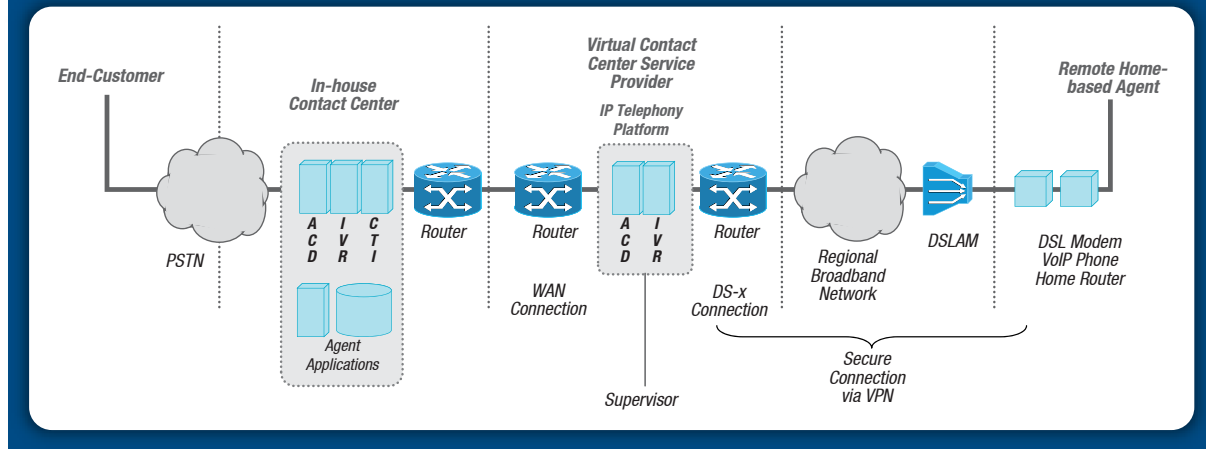 End-Customer
PSTN
In-house
Contact Center
A
C
D
I
V
R
C
T
I
Agent
Applications
Router
Virtual Contact
Center Service
Provider
IP Telephony
Platform
Router
WAN
Connection
A
C
D
I
V
R
Supervisor
Router
DS-x
Connection
Regional
Broadband
Network
DSLAM
Secure
Connection
via VPN
Remote Home-
based Agent
DSL Modem
VoIP Phone
Home Router